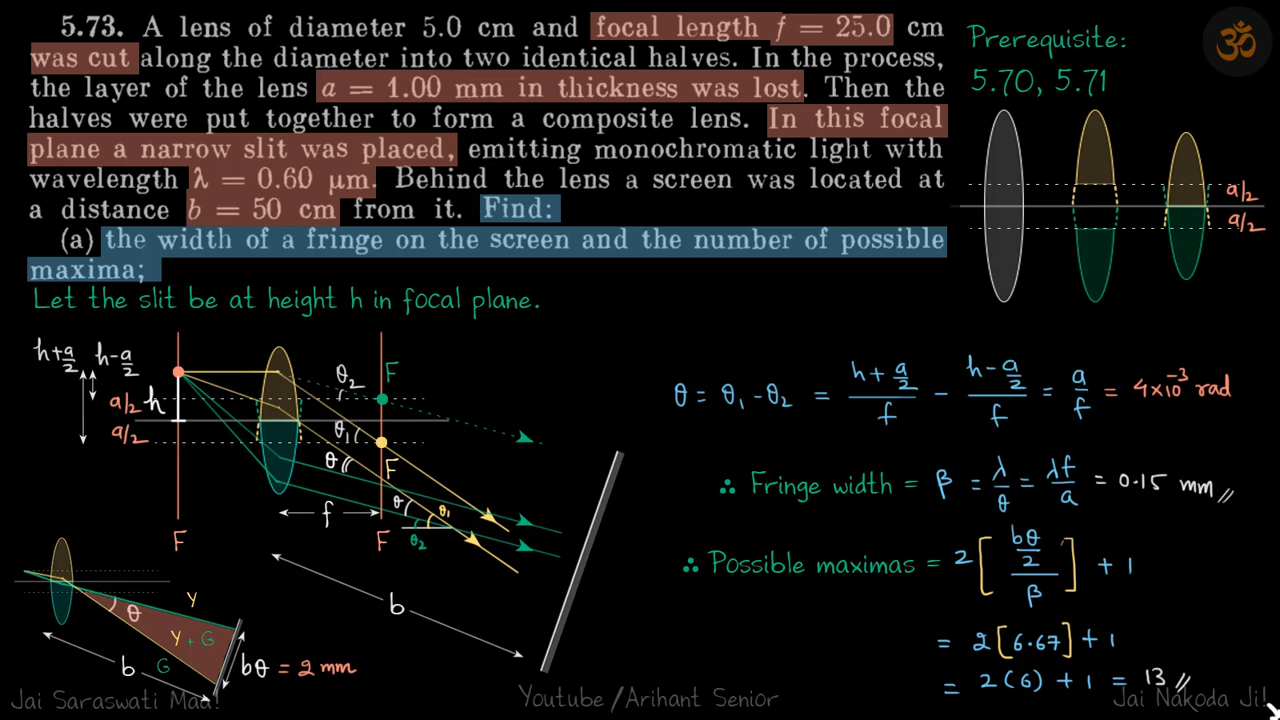 5.73. A lens of diameter 5.0 cm and focal length f = 25.0 cm
was cut along the diameter into two identical halves. In the process,
the layer of the lens a = 1.00 mm in thickness was lost. Then the
halves were put together to form a composite lens. In this focal
plane a narrow slit was placed, emitting monochromatic light with
wavelength λ = 0.60 μm. Behind the lens a screen was located at
a distance b = 50 cm from it. Find:
(a) the width of a fringe on the screen and the number of possible
maxima;
Prerequisite:
5.70, 5.71
ॐ
a/2
a/2
Let the slit be at height h in focal plane.
h+a/2 h-a/2
a/2 h
a/2
θ₂ F
θ₁
θ F
f θ θ₁
θ₂
F F
b
θ = θ₁ - θ₂ = (h + a/2)/f - (h - a/2)/f = a/f = 4×10⁻³ rad
∴ Fringe width = β = λ/θ = λf/a = 0.15 mm //
∴ Possible maximas = 2 [ (bθ/2)/β ] + 1
= 2 [6.67] + 1
= 2 (6) + 1 = 13 //
θ Y
Y + G
b G
bθ = 2 mm
Jai Saraswati Maa! Youtube / Arihant Senior Jai Nakoda Ji!